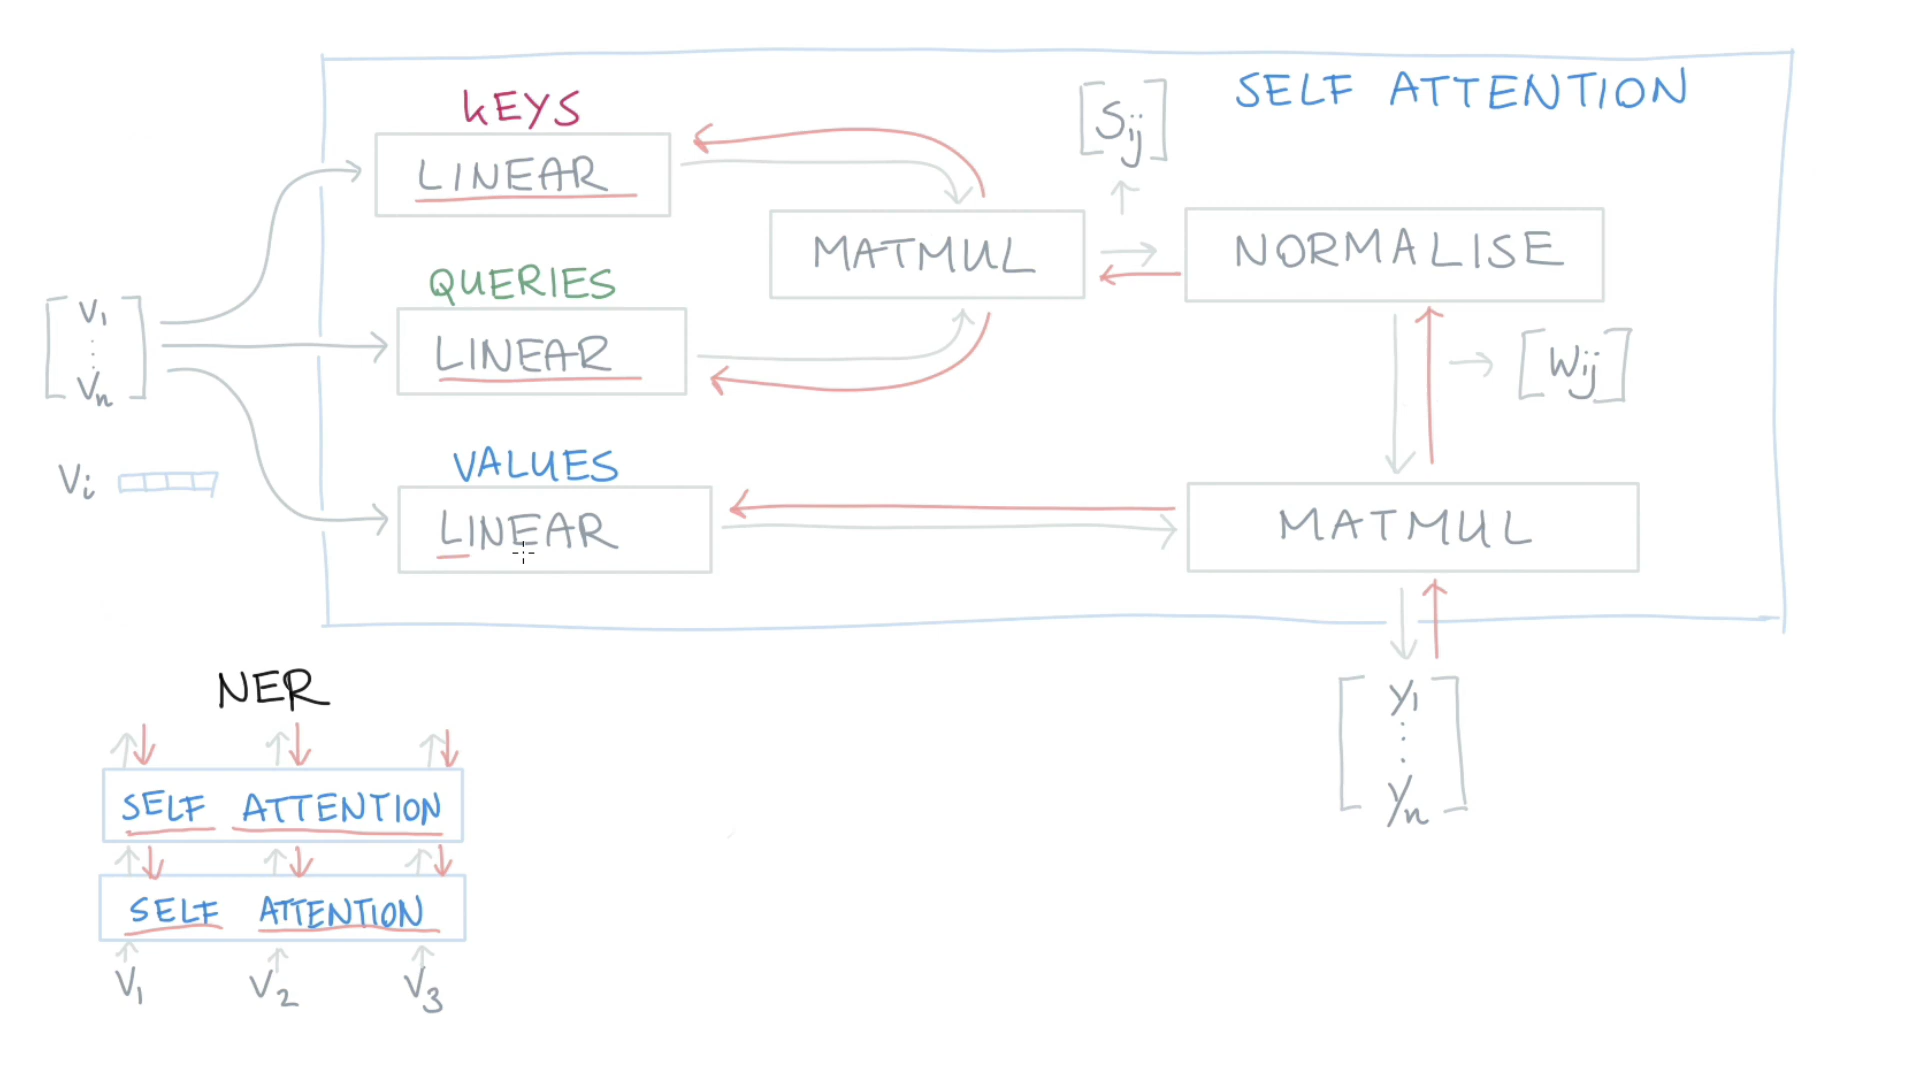 SELF ATTENTION
KEYS
LINEAR
Sij
MATMUL
NORMALISE
QUERIES
LINEAR
V1
Vn
Wij
Vi
VALUES
LINEAR
MATMUL
y1
yn
NER
SELF ATTENTION
SELF ATTENTION
V1 V2 V3